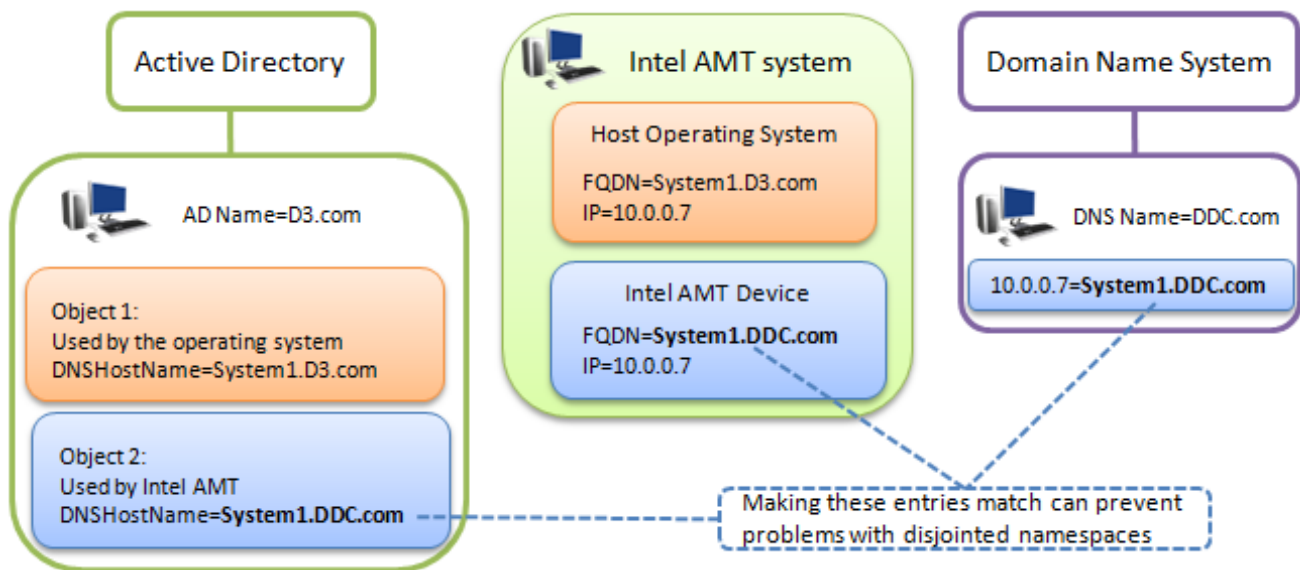 Active Directory
AD Name=D3.com
Object 1:
Used by the operating system
DNSHostName=System1.D3.com
Object 2:
Used by Intel AMT
DNSHostName=System1.DDC.com
Intel AMT system
Host Operating System
FQDN=System1.D3.com
IP=10.0.0.7
Intel AMT Device
FQDN=System1.DDC.com
IP=10.0.0.7
Domain Name System
DNS Name=DDC.com
10.0.0.7=System1.DDC.com
Making these entries match can prevent
problems with disjointed namespaces